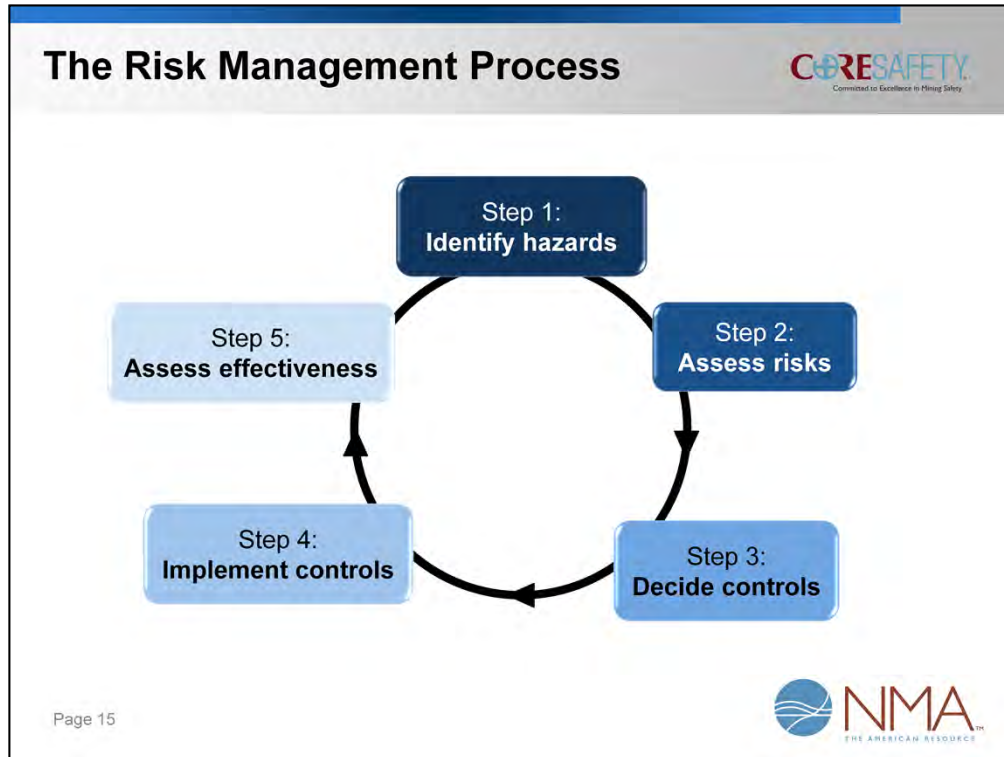 The Risk Management Process
CORESAFETY
Committed to Excellence in Mining Safety
Step 1:
Identify hazards
Step 2:
Assess risks
Step 3:
Decide controls
Step 4:
Implement controls
Step 5:
Assess effectiveness
Page 15
NMA
THE AMERICAN RESOURCE